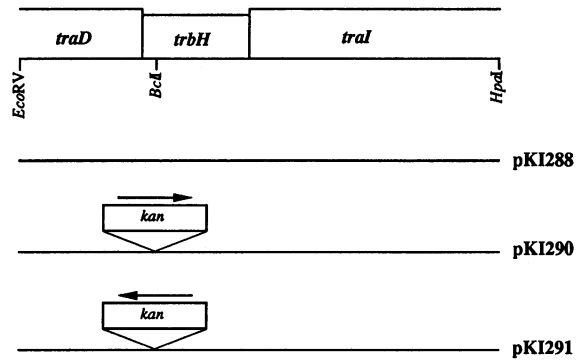 traD trbH traI
EcoRV BclI HpaI
pKI288
kan
pKI290
kan
pKI291